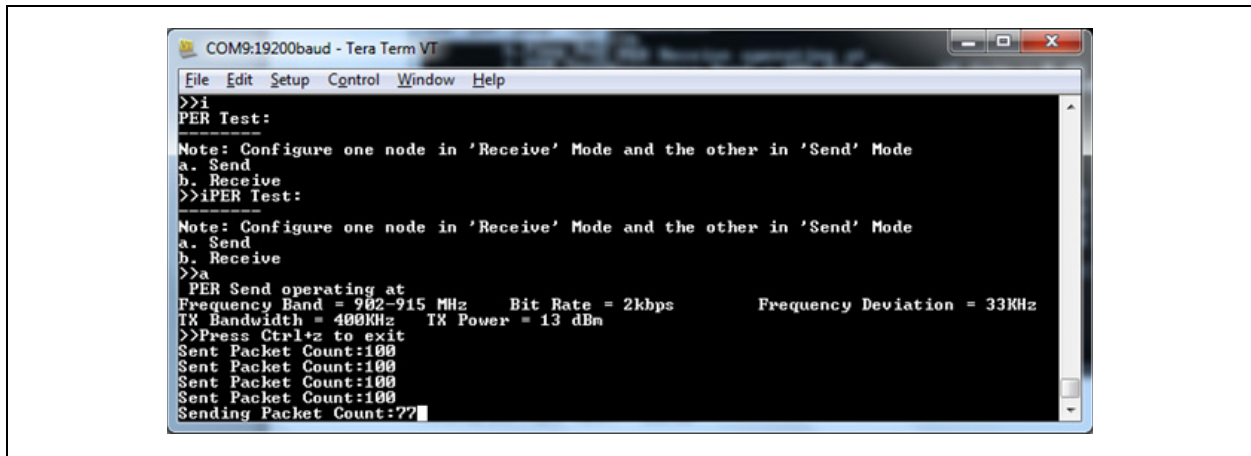 COM9:19200baud - Tera Term VT
File Edit Setup Control Window Help
>>i
PER Test:
--------
Note: Configure one node in 'Receive' Mode and the other in 'Send' Mode
a. Send
b. Receive
>>iPER Test:
--------
Note: Configure one node in 'Receive' Mode and the other in 'Send' Mode
a. Send
b. Receive
>>a
PER Send operating at
Frequency Band = 902-915 MHz Bit Rate = 2kbps Frequency Deviation = 33KHz
TX Bandwidth = 400KHz TX Power = 13 dBm
>>Press Ctrl+z to exit
Sent Packet Count:100
Sent Packet Count:100
Sent Packet Count:100
Sent Packet Count:100
Sending Packet Count:77